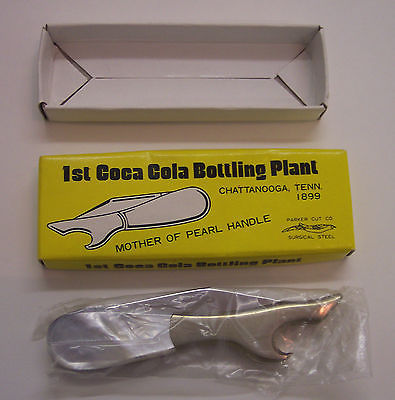 1st Coca Cola Bottling Plant
CHATTANOOGA, TENN.
1899
MOTHER OF PEARL HANDLE
PARKER CUT CO
SURGICAL STEEL
1st Coca Cola Bottling Plant